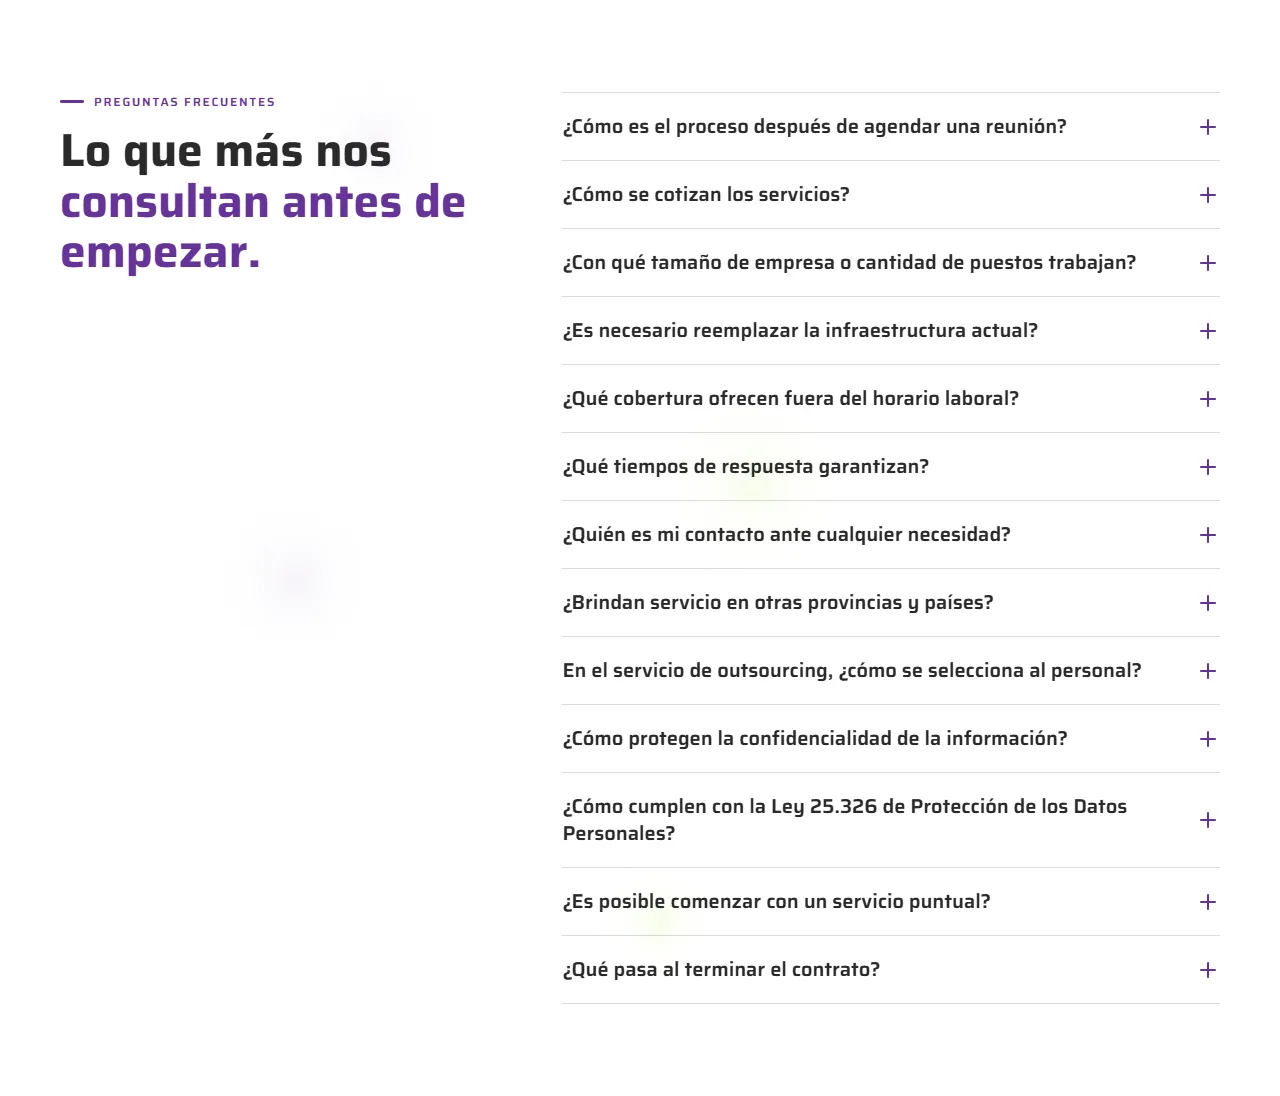 PREGUNTAS FRECUENTES
Lo que más nos
consultan antes de
empezar.
¿Cómo es el proceso después de agendar una reunión?
¿Cómo se cotizan los servicios?
¿Con qué tamaño de empresa o cantidad de puestos trabajan?
¿Es necesario reemplazar la infraestructura actual?
¿Qué cobertura ofrecen fuera del horario laboral?
¿Qué tiempos de respuesta garantizan?
¿Quién es mi contacto ante cualquier necesidad?
¿Brindan servicio en otras provincias y países?
En el servicio de outsourcing, ¿cómo se selecciona al personal?
¿Cómo protegen la confidencialidad de la información?
¿Cómo cumplen con la Ley 25.326 de Protección de los Datos
Personales?
¿Es posible comenzar con un servicio puntual?
¿Qué pasa al terminar el contrato?